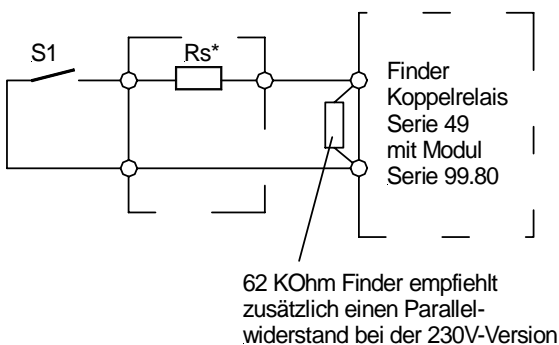 S1
Rs*
Finder
Koppelrelais
Serie 49
mit Modul
Serie 99.80
62 KOhm Finder empfiehlt
zusätzlich einen Parallel-
widerstand bei der 230V-Version